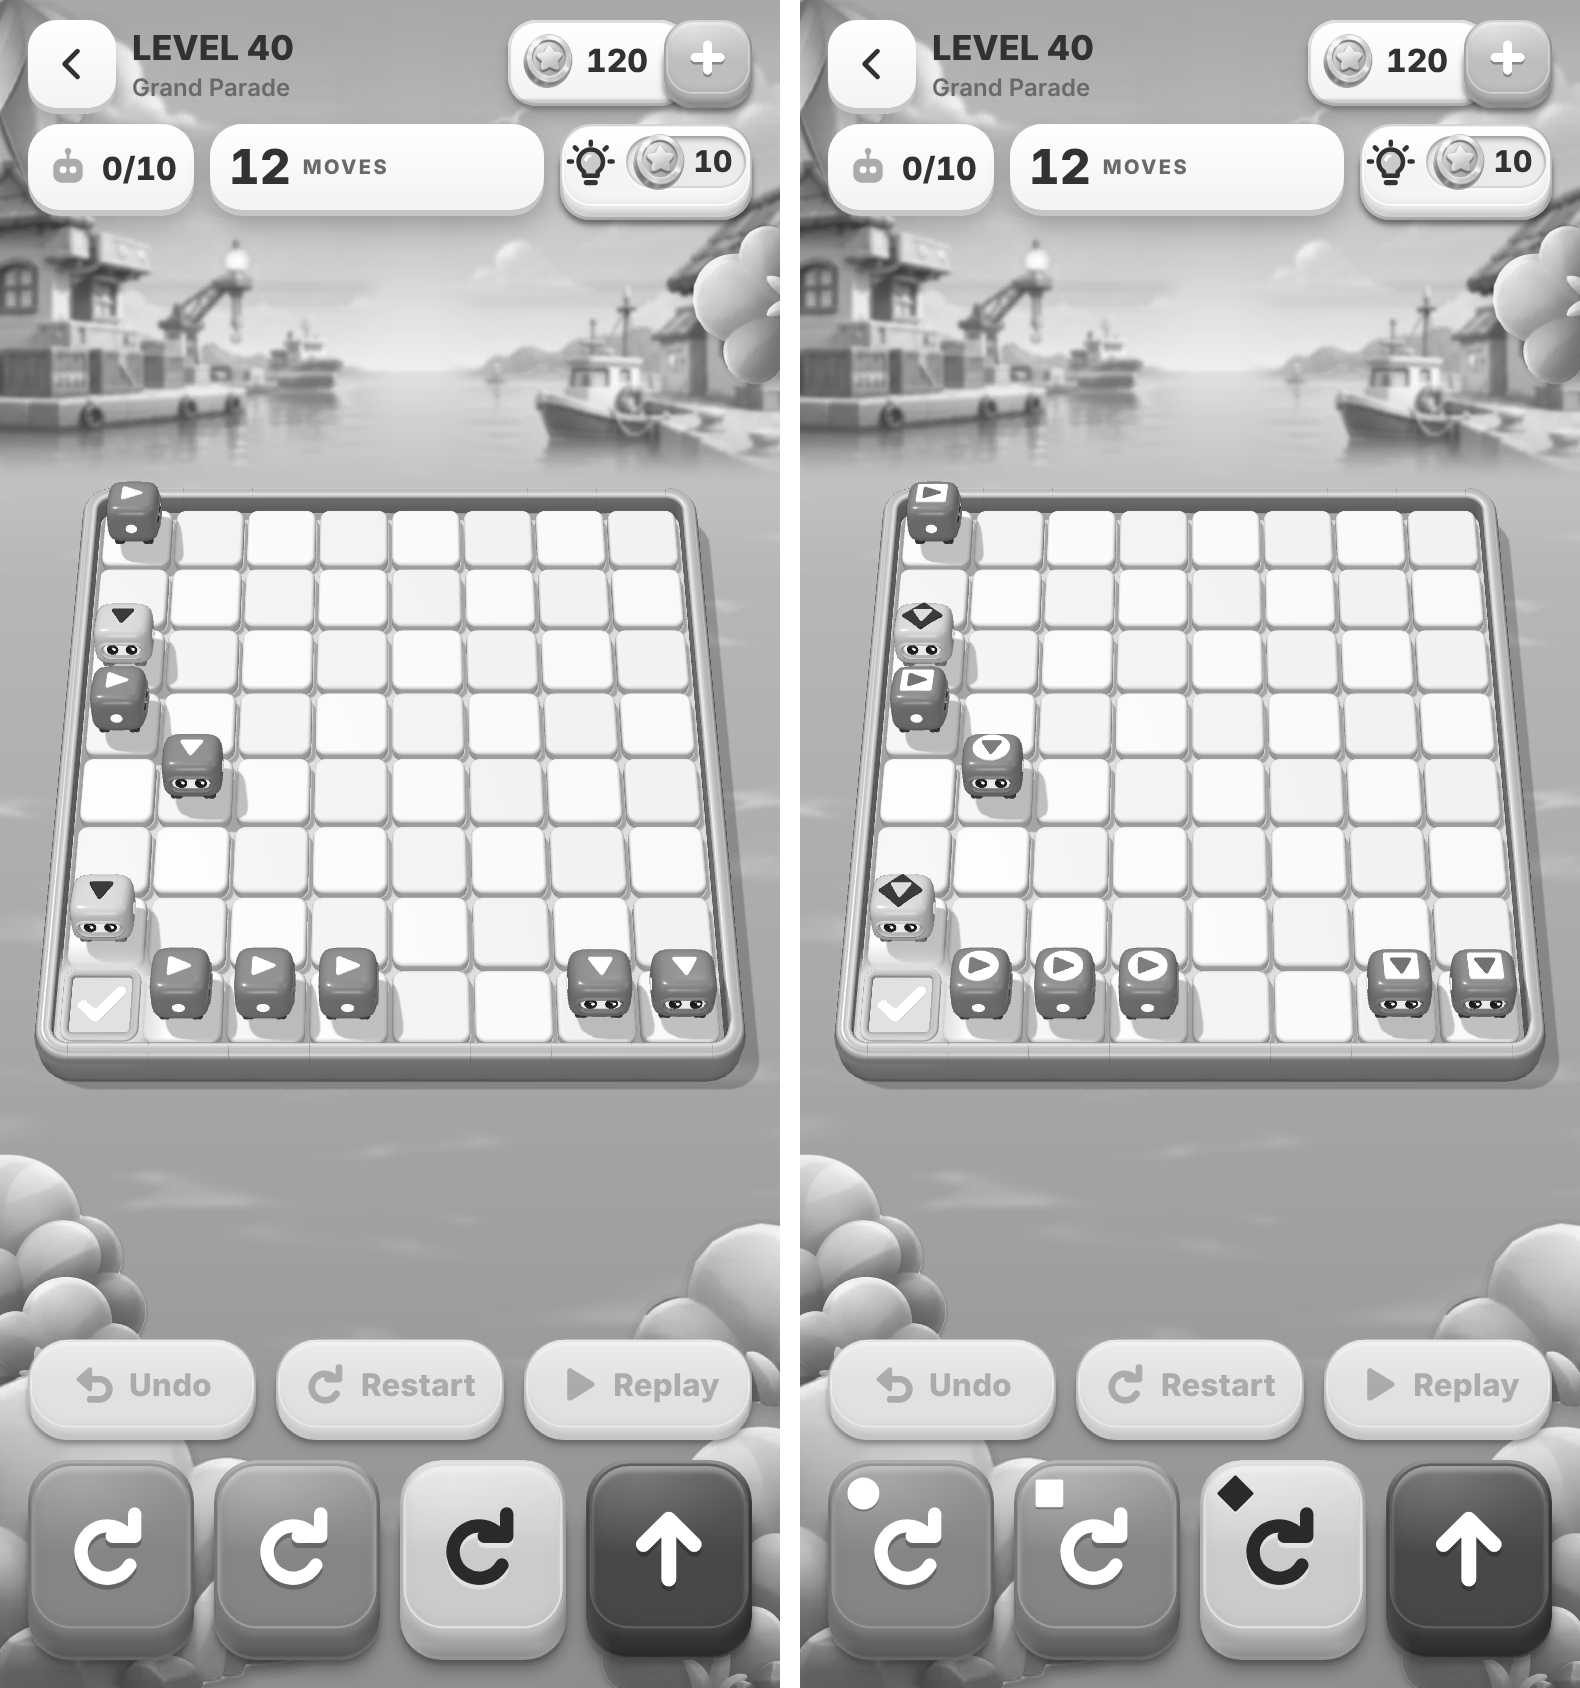 LEVEL 40
Grand Parade
120
0/10
12 MOVES
10
Undo
Restart
Replay
LEVEL 40
Grand Parade
120
0/10
12 MOVES
10
Undo
Restart
Replay